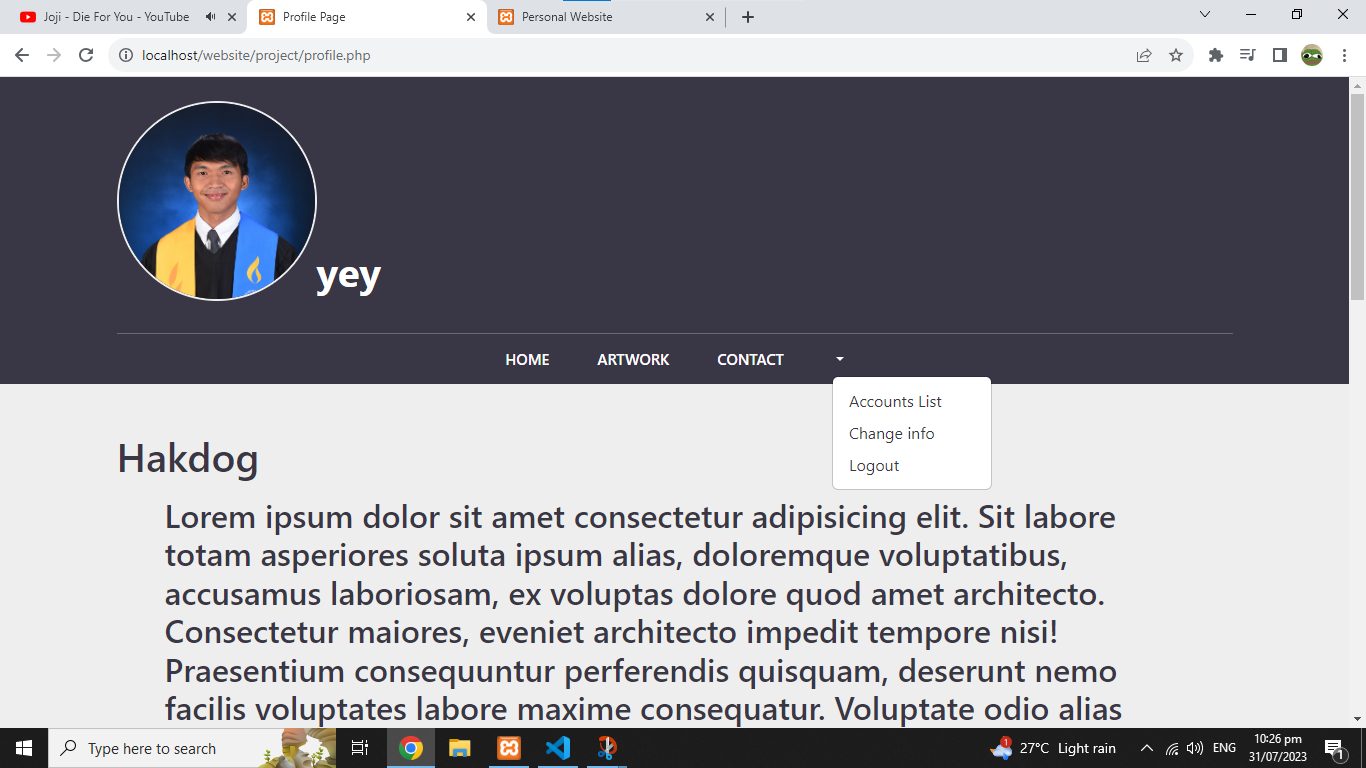 Joji - Die For You - YouTube
Profile Page
Personal Website
localhost/website/project/profile.php
yey
HOME
ARTWORK
CONTACT
Accounts List
Change info
Logout
Hakdog
Lorem ipsum dolor sit amet consectetur adipisicing elit. Sit labore
totam asperiores soluta ipsum alias, doloremque voluptatibus,
accusamus laboriosam, ex voluptas dolore quod amet architecto.
Consectetur maiores, eveniet architecto impedit tempore nisi!
Praesentium consequuntur perferendis quisquam, deserunt nemo
facilis voluptates labore maxime consequatur. Voluptate odio alias
Type here to search
1
27°C Light rain
ENG
10:26 pm
31/07/2023
1